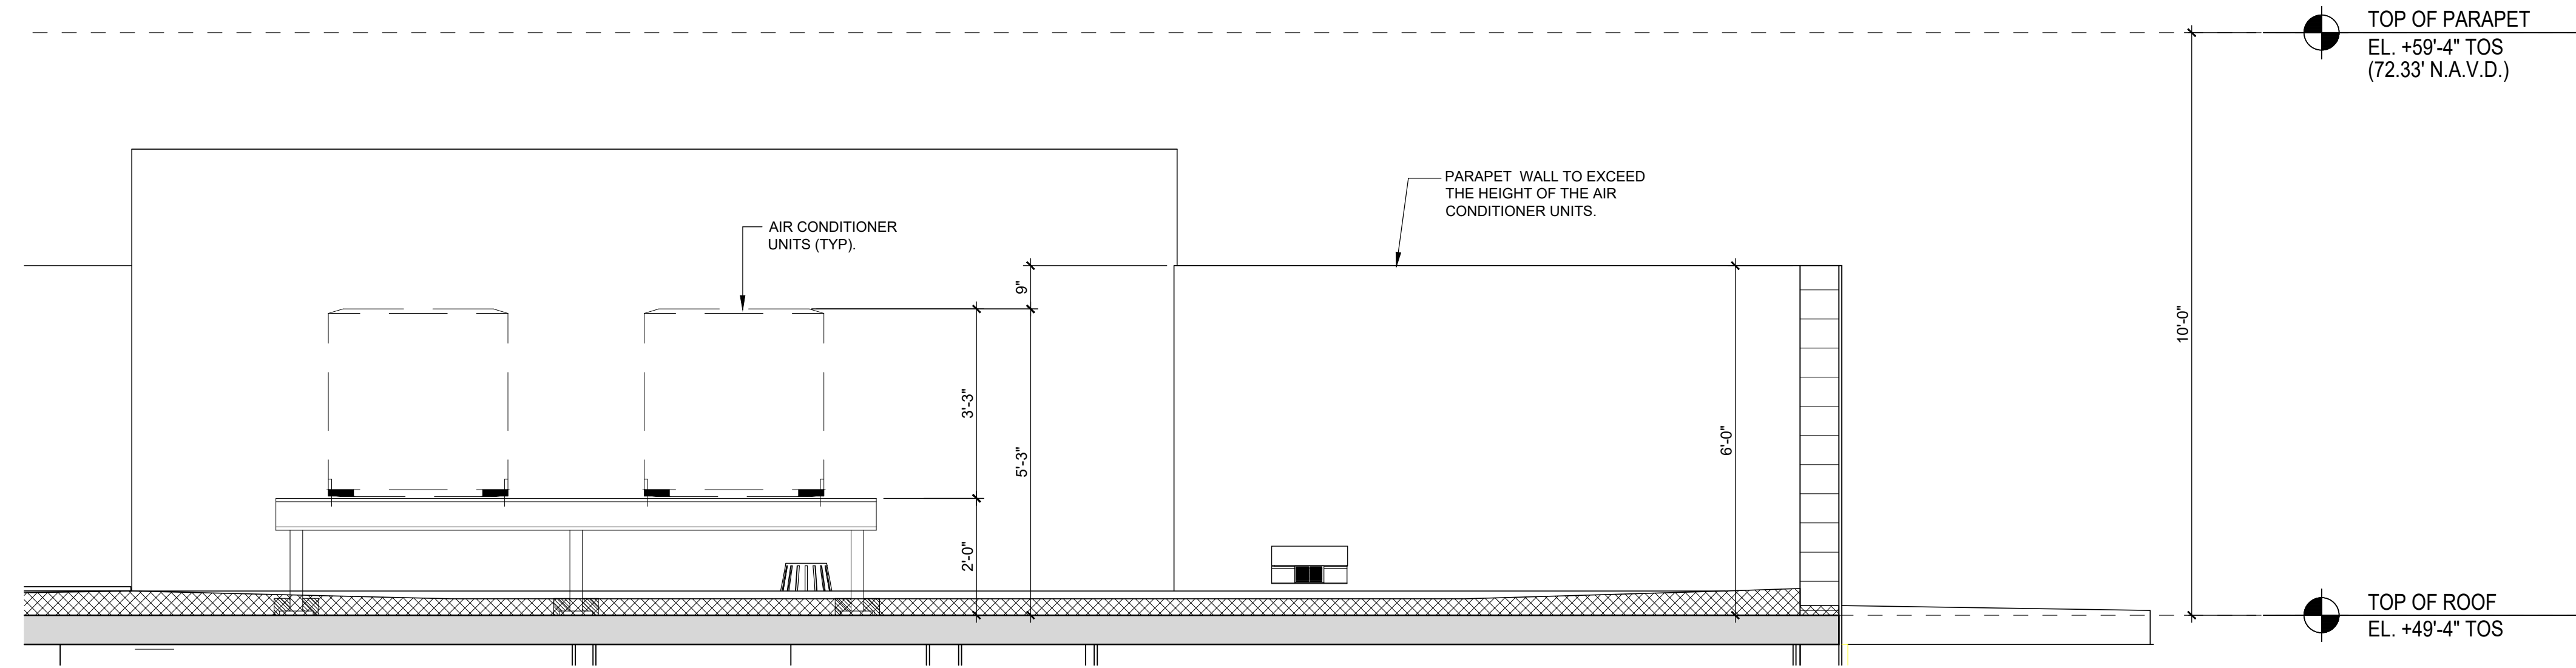 TOP OF PARAPET
EL. +59'-4" TOS
(72.33' N.A.V.D.)
PARAPET WALL TO EXCEED
THE HEIGHT OF THE AIR
CONDITIONER UNITS.
AIR CONDITIONER
UNITS (TYP).
9"
3'-3"
5'-3"
2'-0"
6'-0"
10'-0"
TOP OF ROOF
EL. +49'-4" TOS